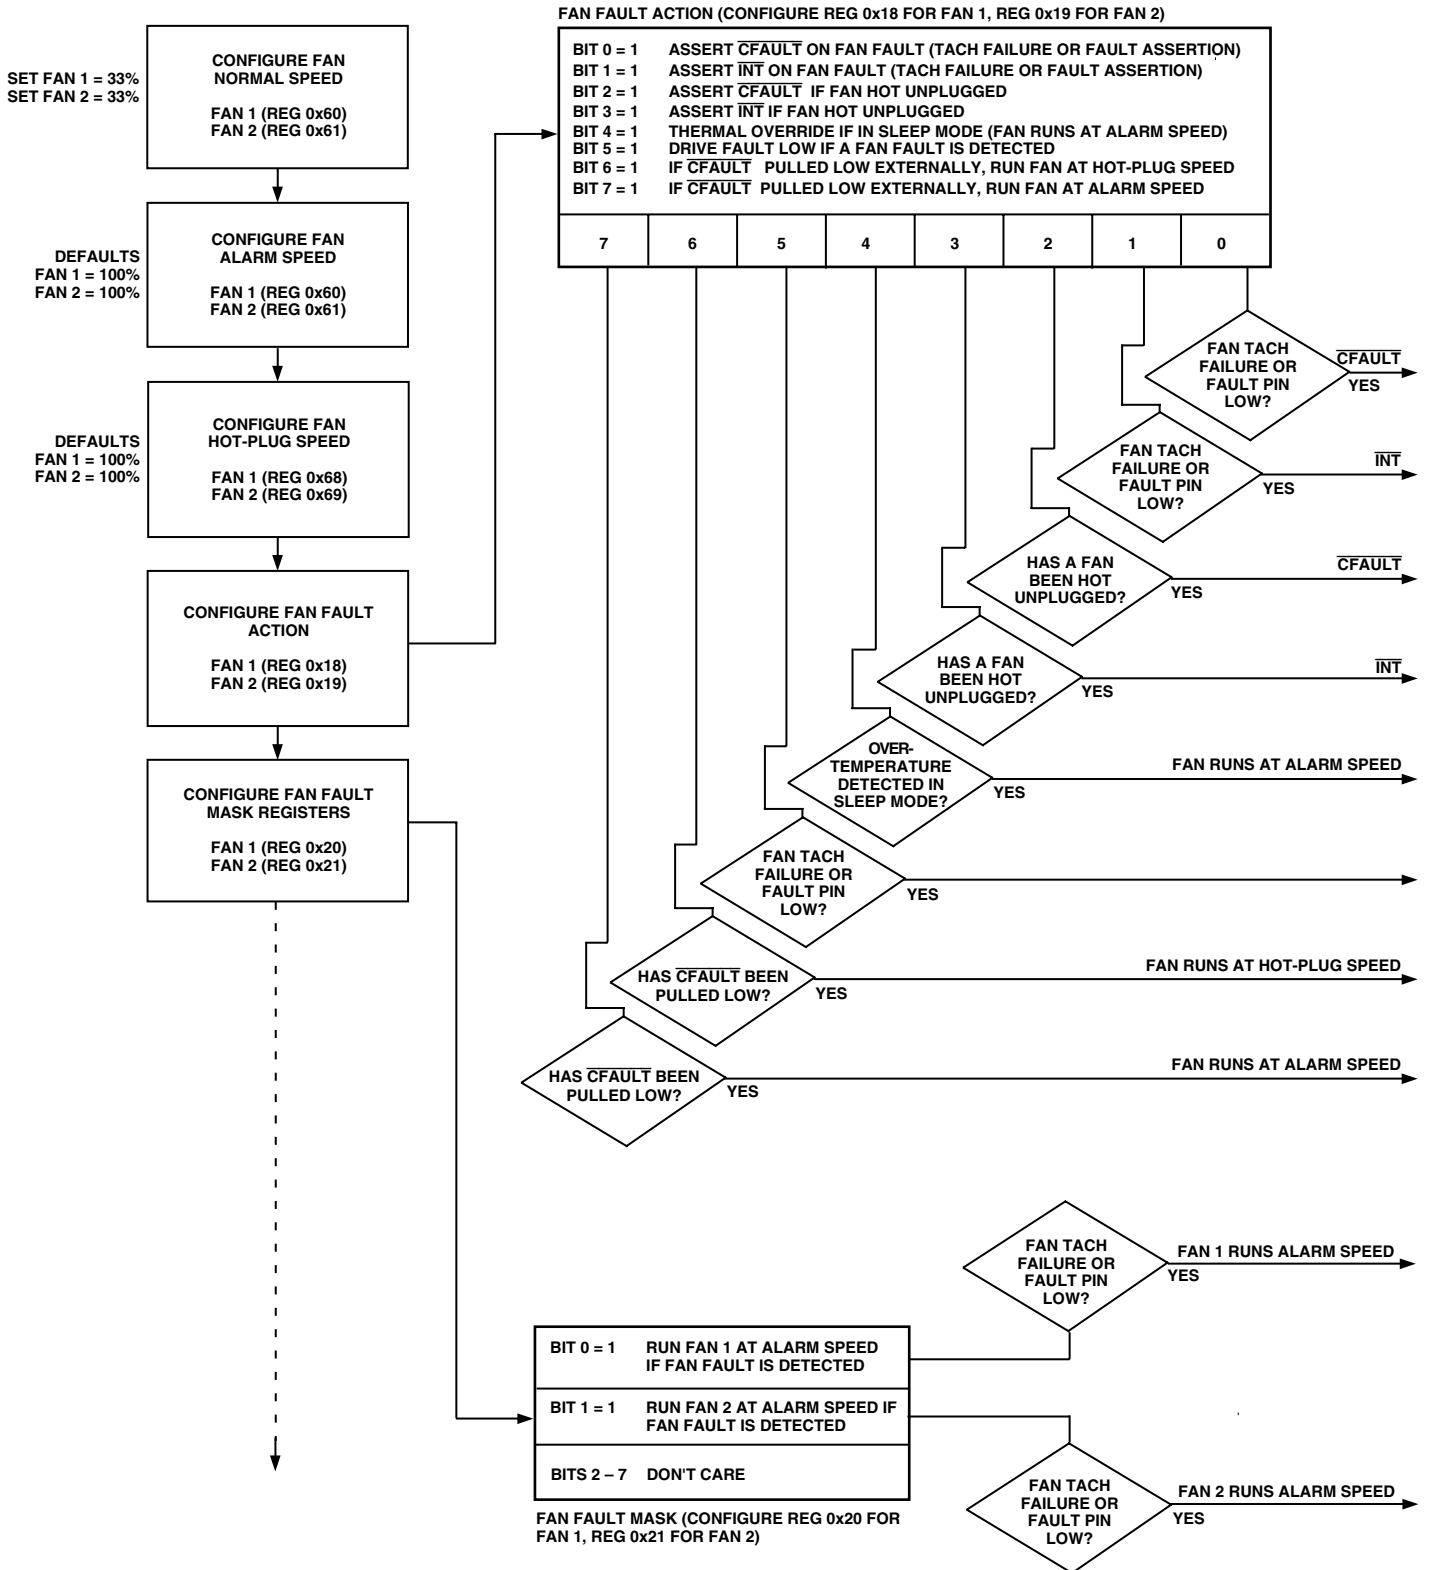 FAN FAULT ACTION (CONFIGURE REG 0x18 FOR FAN 1, REG 0x19 FOR FAN 2)
SET FAN 1 = 33%
SET FAN 2 = 33%
CONFIGURE FAN
NORMAL SPEED
FAN 1 (REG 0x60)
FAN 2 (REG 0x61)
DEFAULTS
FAN 1 = 100%
FAN 2 = 100%
CONFIGURE FAN
ALARM SPEED
FAN 1 (REG 0x60)
FAN 2 (REG 0x61)
DEFAULTS
FAN 1 = 100%
FAN 2 = 100%
CONFIGURE FAN
HOT-PLUG SPEED
FAN 1 (REG 0x68)
FAN 2 (REG 0x69)
CONFIGURE FAN FAULT
ACTION
FAN 1 (REG 0x18)
FAN 2 (REG 0x19)
CONFIGURE FAN FAULT
MASK REGISTERS
FAN 1 (REG 0x20)
FAN 2 (REG 0x21)
BIT 0 = 1 ASSERT CFAULT ON FAN FAULT (TACH FAILURE OR FAULT ASSERTION)
BIT 1 = 1 ASSERT INT ON FAN FAULT (TACH FAILURE OR FAULT ASSERTION)
BIT 2 = 1 ASSERT CFAULT IF FAN HOT UNPLUGGED
BIT 3 = 1 ASSERT INT IF FAN HOT UNPLUGGED
BIT 4 = 1 THERMAL OVERRIDE IF IN SLEEP MODE (FAN RUNS AT ALARM SPEED)
BIT 5 = 1 DRIVE FAULT LOW IF A FAN FAULT IS DETECTED
BIT 6 = 1 IF CFAULT PULLED LOW EXTERNALLY, RUN FAN AT HOT-PLUG SPEED
BIT 7 = 1 IF CFAULT PULLED LOW EXTERNALLY, RUN FAN AT ALARM SPEED
7 6 5 4 3 2 1 0
FAN TACH
FAILURE OR
FAULT PIN
LOW?
CFAULT
YES
FAN TACH
FAILURE OR
FAULT PIN
LOW?
INT
YES
HAS A FAN
BEEN HOT
UNPLUGGED?
CFAULT
YES
HAS A FAN
BEEN HOT
UNPLUGGED?
INT
YES
OVER-
TEMPERATURE
DETECTED IN
SLEEP MODE?
FAN RUNS AT ALARM SPEED
YES
FAN TACH
FAILURE OR
FAULT PIN
LOW?
YES
HAS CFAULT BEEN
PULLED LOW?
FAN RUNS AT HOT-PLUG SPEED
YES
HAS CFAULT BEEN
PULLED LOW?
FAN RUNS AT ALARM SPEED
YES
FAN TACH
FAILURE OR
FAULT PIN
LOW?
FAN 1 RUNS ALARM SPEED
YES
BIT 0 = 1 RUN FAN 1 AT ALARM SPEED
IF FAN FAULT IS DETECTED
BIT 1 = 1 RUN FAN 2 AT ALARM SPEED IF
FAN FAULT IS DETECTED
BITS 2 – 7 DON'T CARE
FAN FAULT MASK (CONFIGURE REG 0x20 FOR
FAN 1, REG 0x21 FOR FAN 2)
FAN TACH
FAILURE OR
FAULT PIN
LOW?
FAN 2 RUNS ALARM SPEED
YES